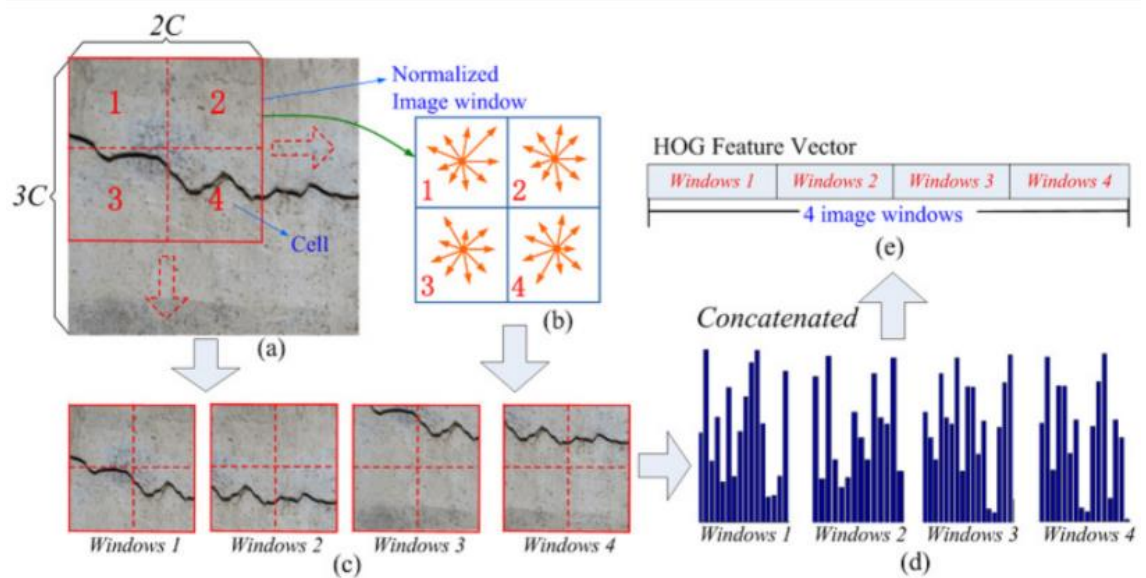 2C
3C
1
2
3
4
Normalized
Image window
Cell
(a)
1
2
3
4
(b)
Windows 1
Windows 2
Windows 3
Windows 4
(c)
HOG Feature Vector
Windows 1
Windows 2
Windows 3
Windows 4
4 image windows
(e)
Concatenated
Windows 1
Windows 2
Windows 3
Windows 4
(d)